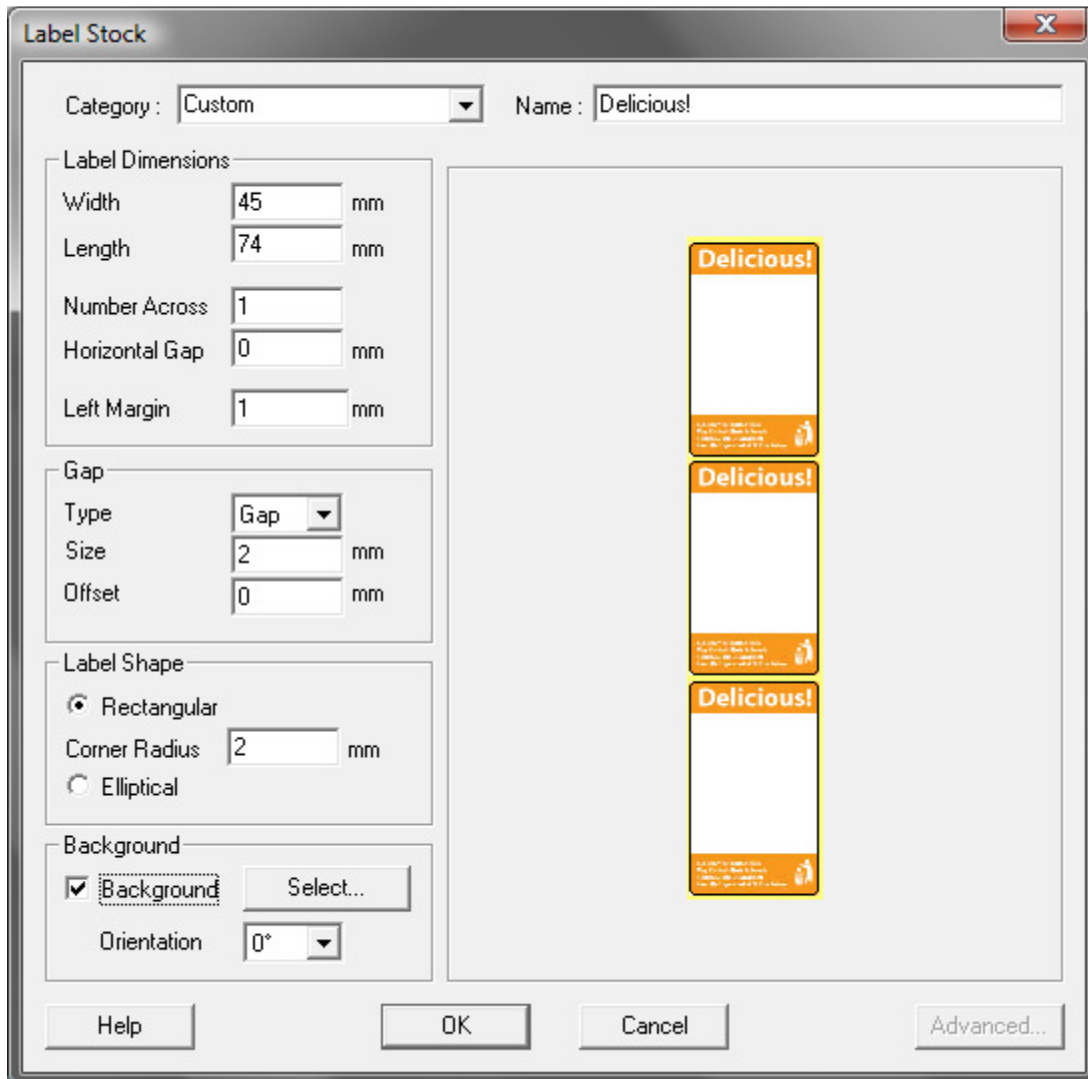 Label Stock
Category : Custom
Name : Delicious!
Label Dimensions
Width 45 mm
Length 74 mm
Number Across 1
Horizontal Gap 0 mm
Left Margin 1 mm
Gap
Type Gap
Size 2 mm
Offset 0 mm
Label Shape
Rectangular
Corner Radius 2 mm
Elliptical
Background
Background Select...
Orientation 0°
Delicious!
Delicious!
Delicious!
Help OK Cancel Advanced...